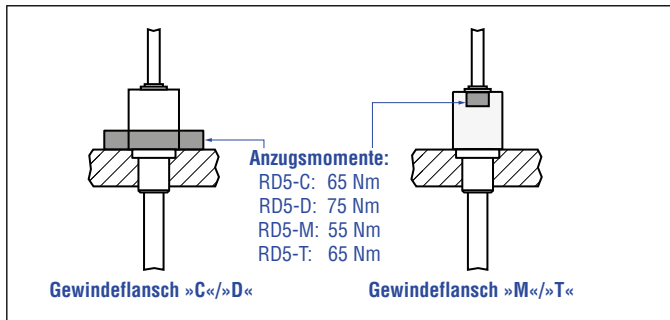 Anzugsmomente:
RD5-C: 65 Nm
RD5-D: 75 Nm
RD5-M: 55 Nm
RD5-T: 65 Nm
Gewindeflansch »C«/»D«
Gewindeflansch »M«/»T«